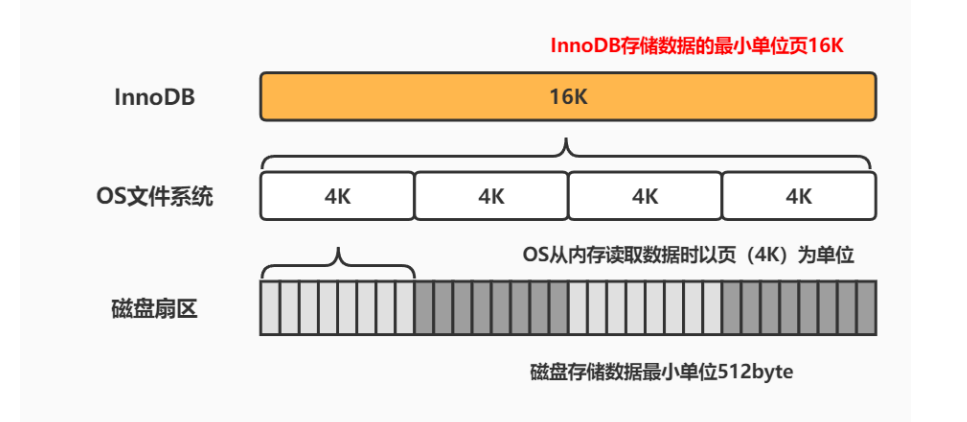 InnoDB存储数据的最小单位页16K
InnoDB
16K
OS文件系统
4K
4K
4K
4K
OS从内存读取数据时以页（4K）为单位
磁盘扇区
磁盘存储数据最小单位512byte